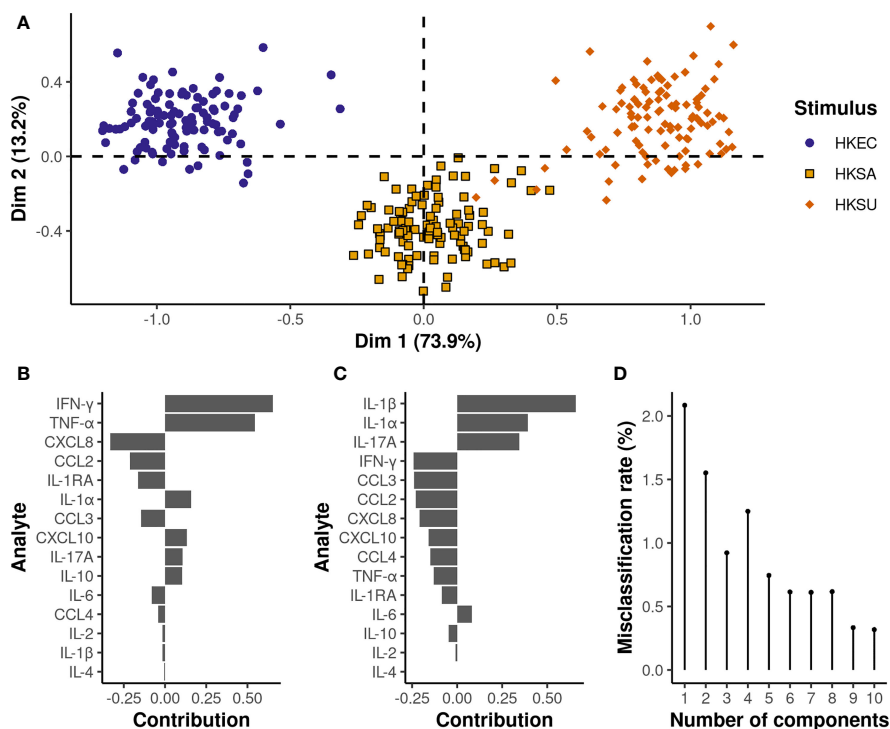 A
0.4
0.0
-0.4
Dim 2 (13.2%)
-1.0
-0.5
0.0
0.5
1.0
Dim 1 (73.9%)
Stimulus
HKEC
HKSA
HKSU
B
Analyte
IFN-γ
TNF-α
CXCL8
CCL2
IL-1RA
IL-1α
CCL3
CXCL10
IL-17A
IL-10
IL-6
CCL4
IL-2
IL-1β
IL-4
-0.25
0.00
0.25
0.50
Contribution
C
Analyte
IL-1β
IL-1α
IL-17A
IFN-γ
CCL3
CCL2
CXCL8
CXCL10
CCL4
TNF-α
IL-1RA
IL-6
IL-10
IL-2
IL-4
-0.25
0.00
0.25
0.50
Contribution
D
Misclassification rate (%)
2.0
1.5
1.0
0.5
0.0
1 2 3 4 5 6 7 8 9 10
Number of components